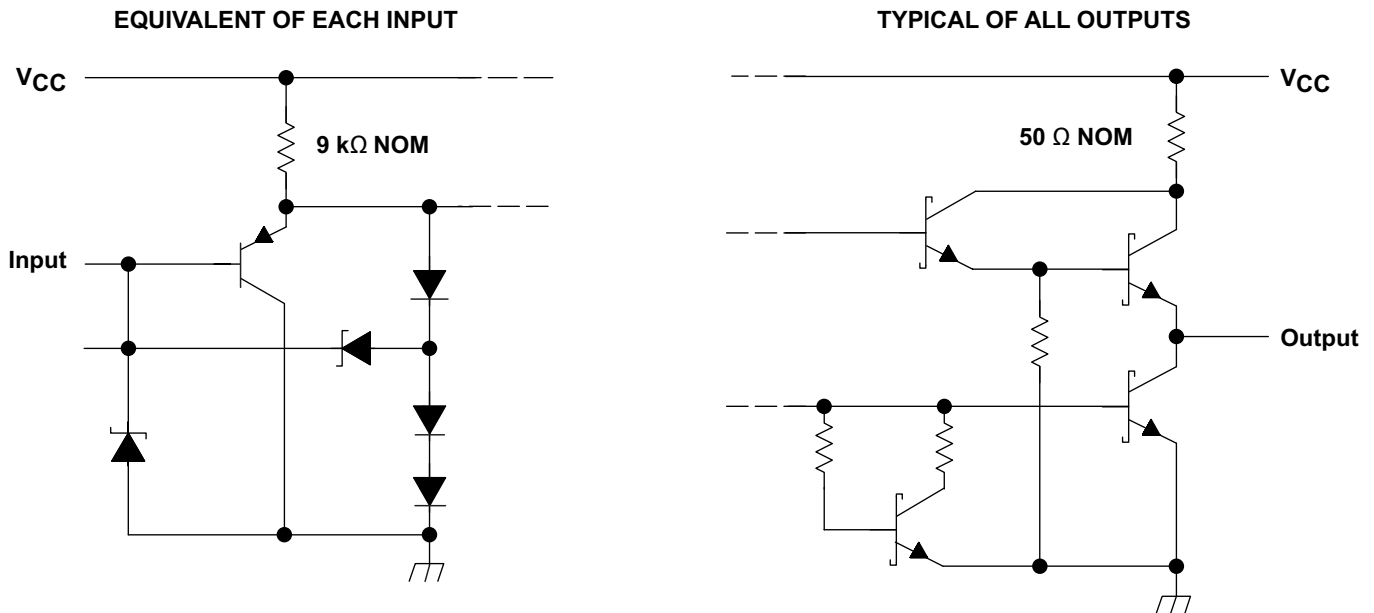 EQUIVALENT OF EACH INPUT
VCC
9 kΩ NOM
Input
TYPICAL OF ALL OUTPUTS
VCC
50 Ω NOM
Output